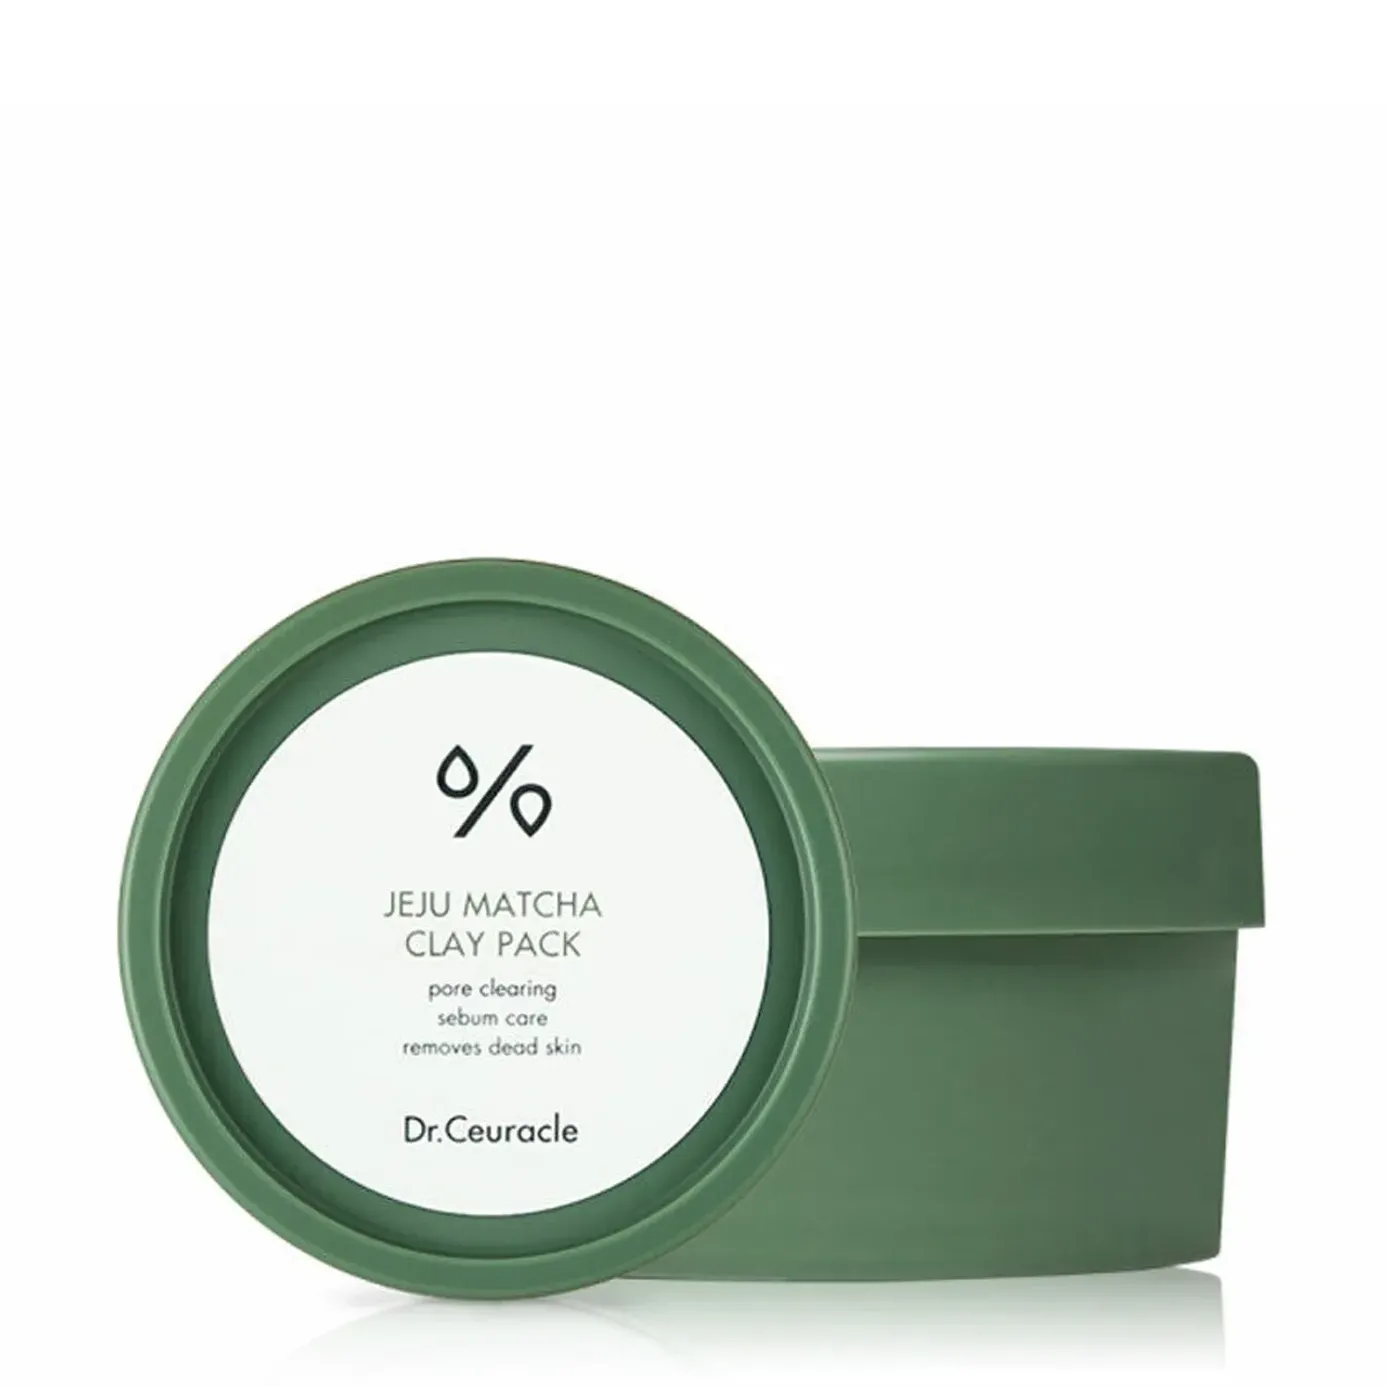 JEJU MATCHA
CLAY PACK
pore clearing
sebum care
removes dead skin
Dr.Ceuracle